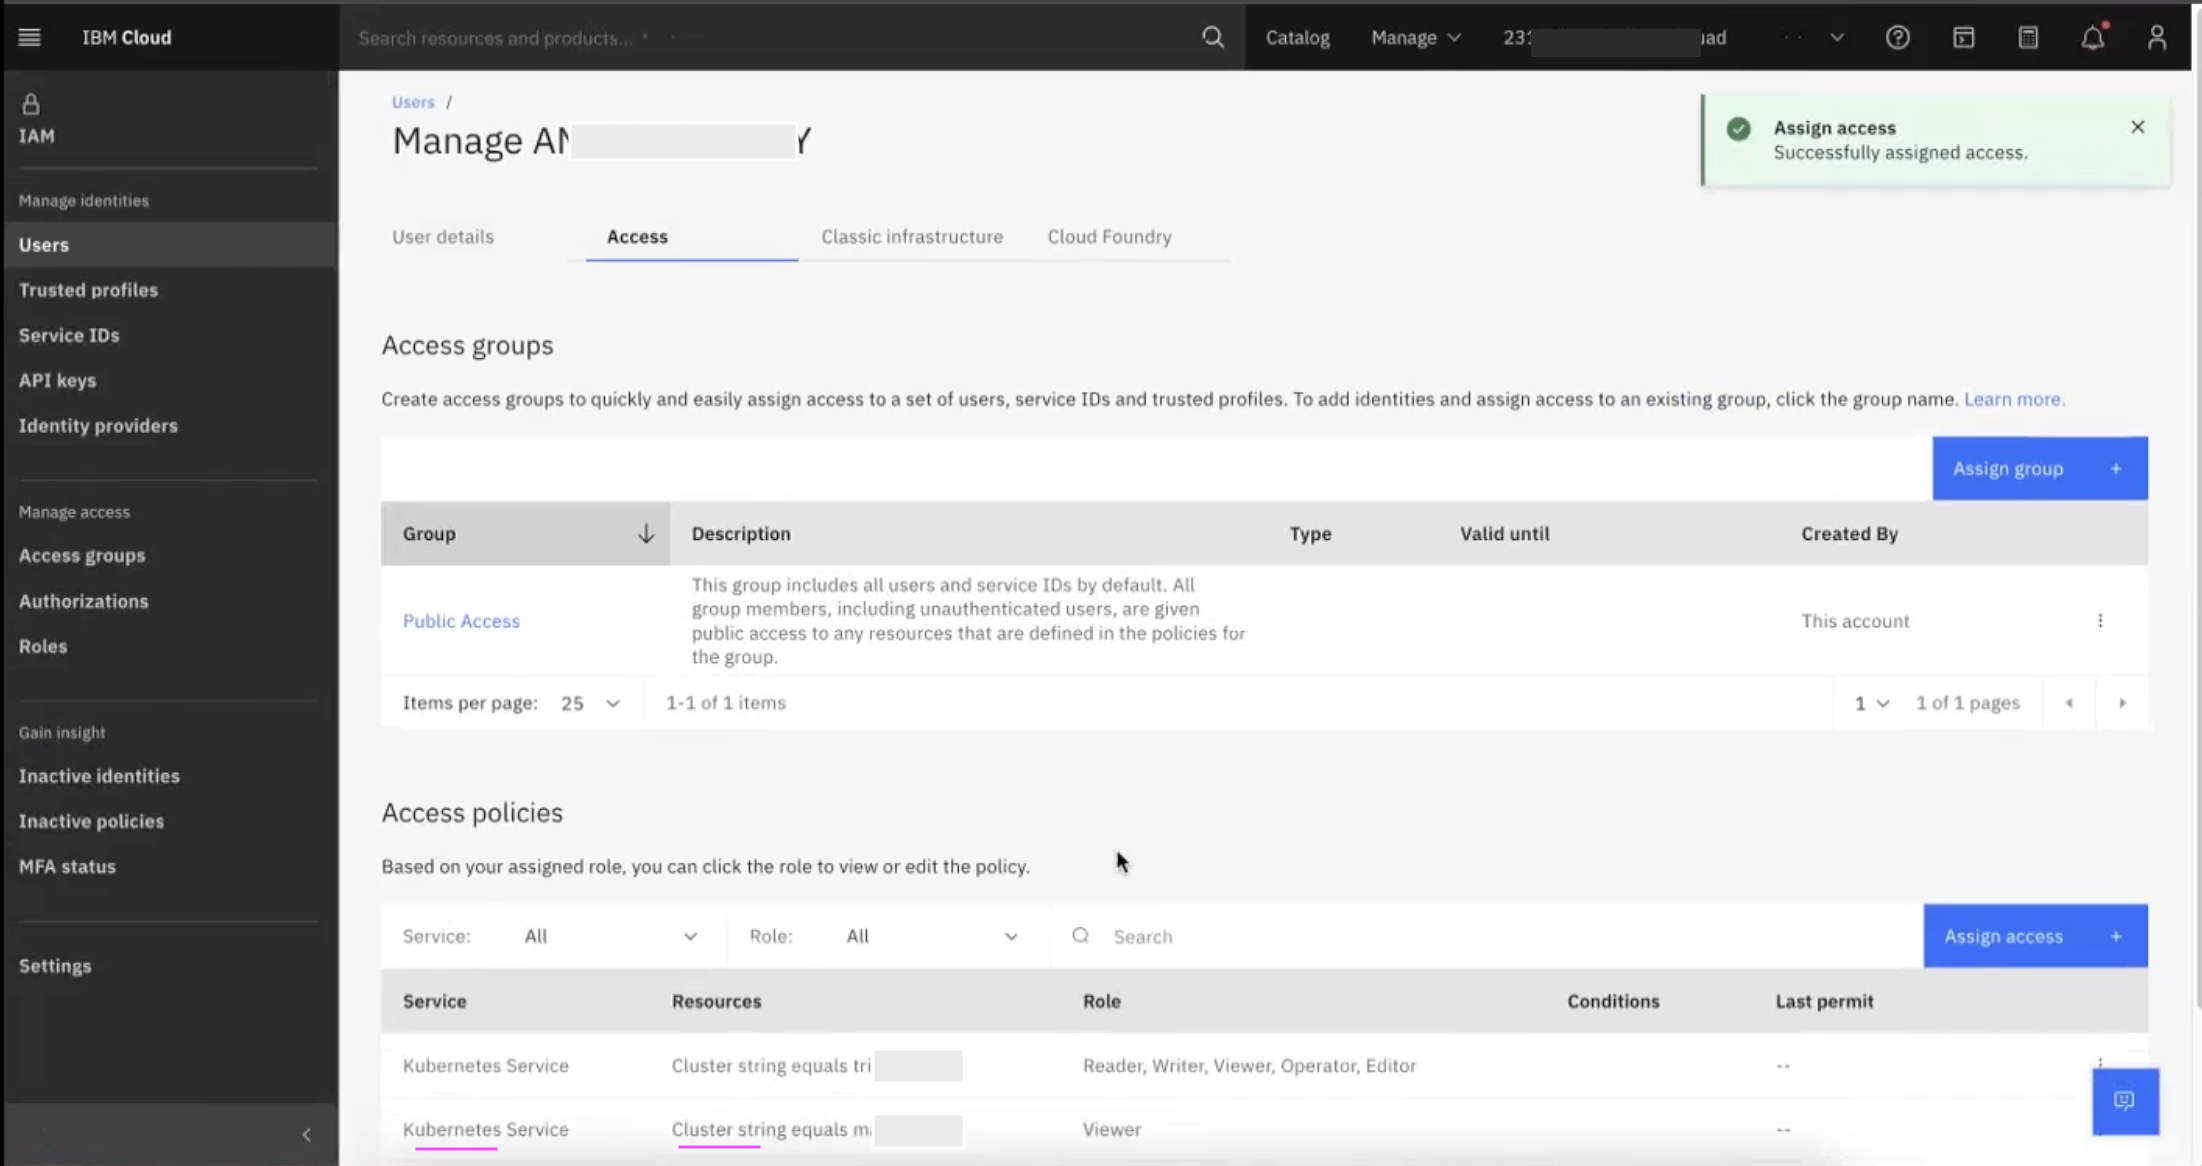 IBM Cloud
Search resources and products...
Catalog
Manage
231
uad
IAM
Manage identities
Users
Trusted profiles
Service IDs
API keys
Identity providers
Manage access
Access groups
Authorizations
Roles
Gain insight
Inactive identities
Inactive policies
MFA status
Settings
Users /
Manage AN Y
Assign access
Successfully assigned access.
User details
Access
Classic infrastructure
Cloud Foundry
Access groups
Create access groups to quickly and easily assign access to a set of users, service IDs and trusted profiles. To add identities and assign access to an existing group, click the group name. Learn more.
Assign group +
Group Description Type Valid until Created By
This group includes all users and service IDs by default. All
group members, including unauthenticated users, are given
public access to any resources that are defined in the policies for
the group.
Public Access
This account
Items per page: 25
1-1 of 1 items
1
1 of 1 pages
Access policies
Based on your assigned role, you can click the role to view or edit the policy.
Service: All
Role: All
Search
Assign access +
Service Resources Role Conditions Last permit
Kubernetes Service Cluster string equals tri Reader, Writer, Viewer, Operator, Editor --
Kubernetes Service Cluster string equals m Viewer --